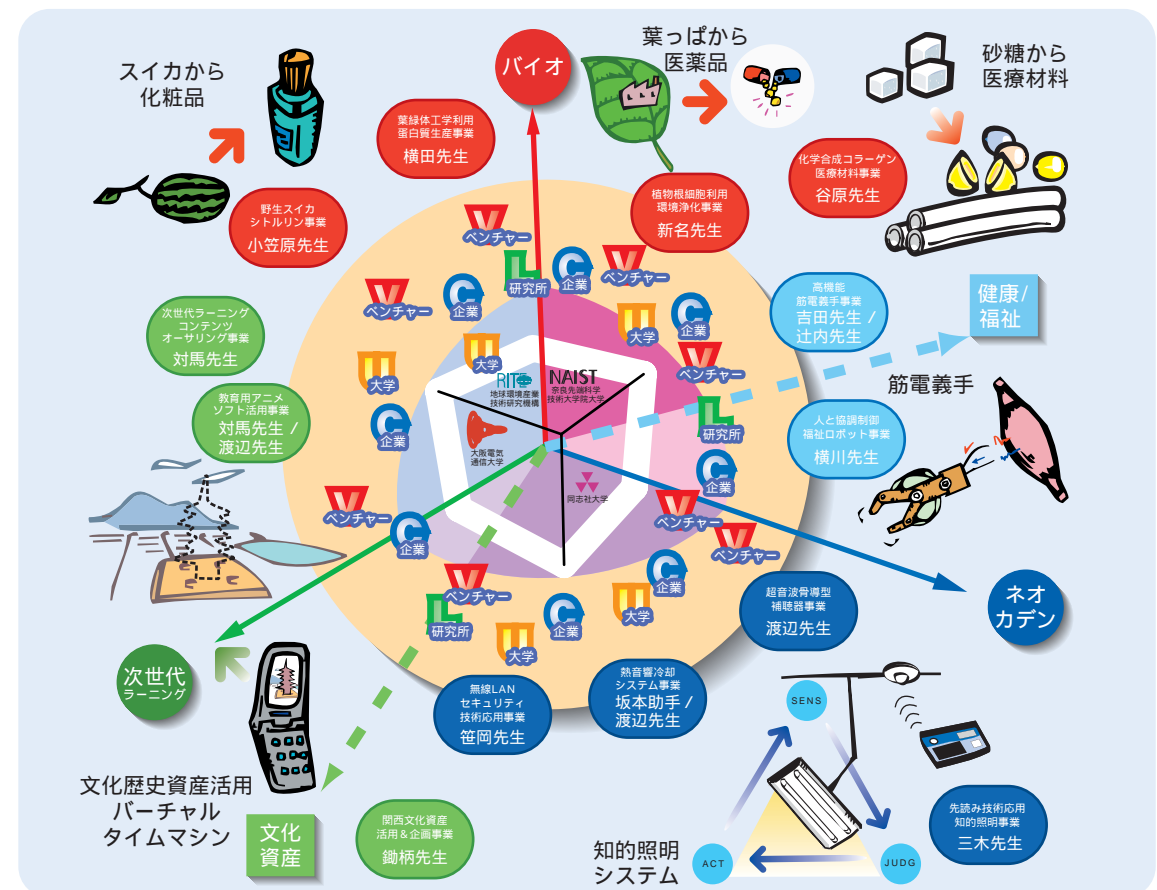 スイカから
化粧品
バイオ
葉っぱから
医薬品
砂糖から
医療材料
葉緑体工学利用
蛋白質生産事業
横田先生
野生スイカ
シトルリン事業
小笠原先生
植物根細胞利用
環境浄化事業
新名先生
化学合成コラーゲン
医療材料事業
谷原先生
次世代ラーニング
コンテンツ
オーサリング事業
対馬先生
教育用アニメ
ソフト活用事業
対馬先生 /
渡辺先生
高機能
筋電義手事業
吉田先生 /
辻内先生
健康/
福祉
筋電義手
人と協調制御
福祉ロボット事業
横川先生
V
ベンチャー
L
研究所
C
企業
V
ベンチャー
V
ベンチャー
C
企業
U
大学
C
企業
U
大学
U
大学
V
ベンチャー
C
企業
L
研究所
RITE
地球環境産業
技術研究機構
NAIST
奈良先端科学
技術大学院大学
大阪電気
通信大学
同志社大学
C
企業
V
ベンチャー
V
ベンチャー
V
ベンチャー
C
企業
C
企業
V
ベンチャー
L
研究所
U
大学
C
企業
U
大学
次世代
ラーニング
ネオ
カデン
超音波骨導型
補聴器事業
渡辺先生
熱音響冷却
システム事業
坂本助手 /
渡辺先生
無線LAN
セキュリティ
技術応用事業
笹岡先生
文化歴史資産活用
バーチャル
タイムマシン
文化
資産
関西文化資産
活用＆企画事業
鋤柄先生
SENS
ACT
JUDG
知的照明
システム
先読み技術応用
知的照明事業
三木先生